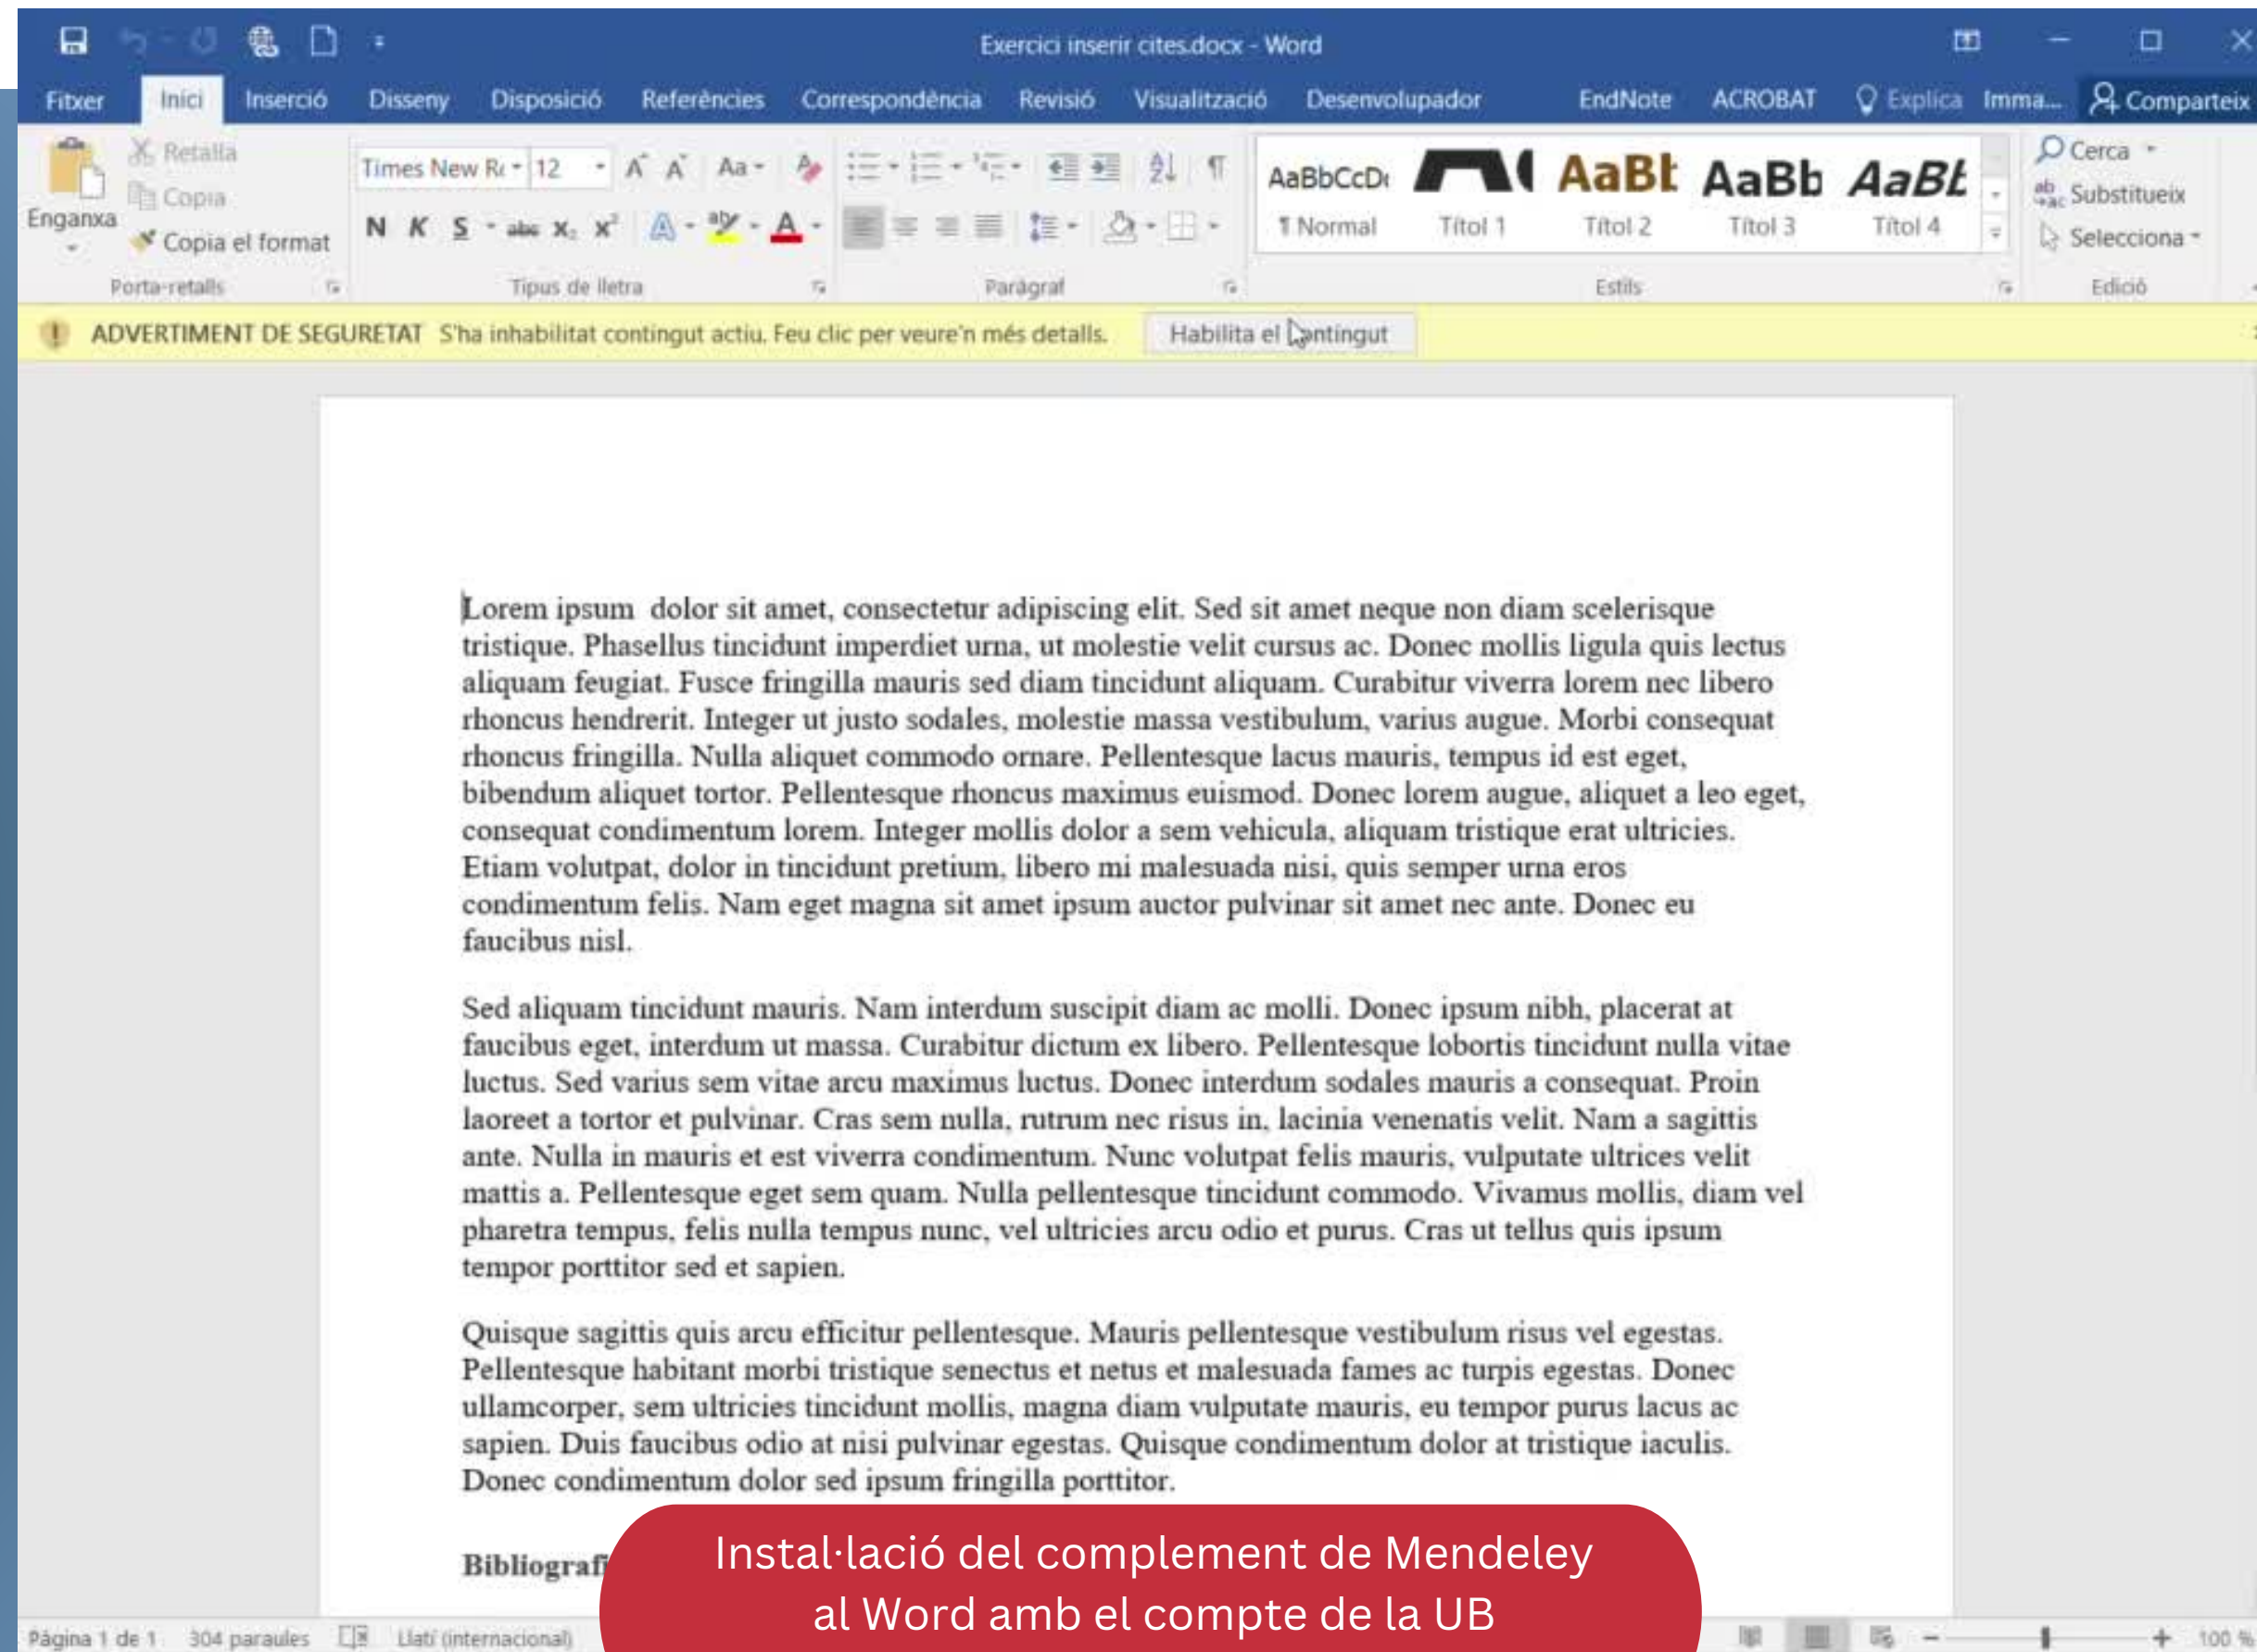 Exercici inserir cites.docx - Word
Fitxer Inici Inserció Disseny Disposició Referències Correspondència Revisió Visualització Desenvolupador EndNote ACROBAT Explica Imma... Comparteix
Enganxa
Retalla
Copia
Copia el format
Porta-retalls
Times New Ro 12 Aa
N K S abc X₂ X² A aby A
Tipus de lletra
Paràgraf
AaBbCcDc AaBb AaBb AaBb
¶ Normal Títol 1 Títol 2 Títol 3 Títol 4
Estils
Cerca
Substitueix
Selecciona
Edició
ADVERTIMENT DE SEGURETAT S'ha inhabilitat contingut actiu. Feu clic per veure'n més detalls. Habilita el contingut
Lorem ipsum dolor sit amet, consectetur adipiscing elit. Sed sit amet neque non diam scelerisque
tristique. Phasellus tincidunt imperdiet urna, ut molestie velit cursus ac. Donec mollis ligula quis lectus
aliquam feugiat. Fusce fringilla mauris sed diam tincidunt aliquam. Curabitur viverra lorem nec libero
rhoncus hendrerit. Integer ut justo sodales, molestie massa vestibulum, varius augue. Morbi consequat
rhoncus fringilla. Nulla aliquet commodo ornare. Pellentesque lacus mauris, tempus id est eget,
bibendum aliquet tortor. Pellentesque rhoncus maximus euismod. Donec lorem augue, aliquet a leo eget,
consequat condimentum lorem. Integer mollis dolor a sem vehicula, aliquam tristique erat ultricies.
Etiam volutpat, dolor in tincidunt pretium, libero mi malesuada nisi, quis semper urna eros
condimentum felis. Nam eget magna sit amet ipsum auctor pulvinar sit amet nec ante. Donec eu
faucibus nisl.
Sed aliquam tincidunt mauris. Nam interdum suscipit diam ac molli. Donec ipsum nibh, placerat at
faucibus eget, interdum ut massa. Curabitur dictum ex libero. Pellentesque lobortis tincidunt nulla vitae
luctus. Sed varius sem vitae arcu maximus luctus. Donec interdum sodales mauris a consequat. Proin
laoreet a tortor et pulvinar. Cras sem nulla, rutrum nec risus in, lacinia venenatis velit. Nam a sagittis
ante. Nulla in mauris et est viverra condimentum. Nunc volutpat felis mauris, vulputate ultrices velit
mattis a. Pellentesque eget sem quam. Nulla pellentesque tincidunt commodo. Vivamus mollis, diam vel
pharetra tempus, felis nulla tempus nunc, vel ultricies arcu odio et purus. Cras ut tellus quis ipsum
tempor porttitor sed et sapien.
Quisque sagittis quis arcu efficitur pellentesque. Mauris pellentesque vestibulum risus vel egestas.
Pellentesque habitant morbi tristique senectus et netus et malesuada fames ac turpis egestas. Donec
ullamcorper, sem ultricies tincidunt mollis, magna diam vulputate mauris, eu tempor purus lacus ac
sapien. Duis faucibus odio at nisi pulvinar egestas. Quisque condimentum dolor at tristique iaculis.
Donec condimentum dolor sed ipsum fringilla porttitor.
Bibliografi
Instal·lació del complement de Mendeley
al Word amb el compte de la UB
Pàgina 1 de 1 304 paraules Llatí (internacional) 100 %